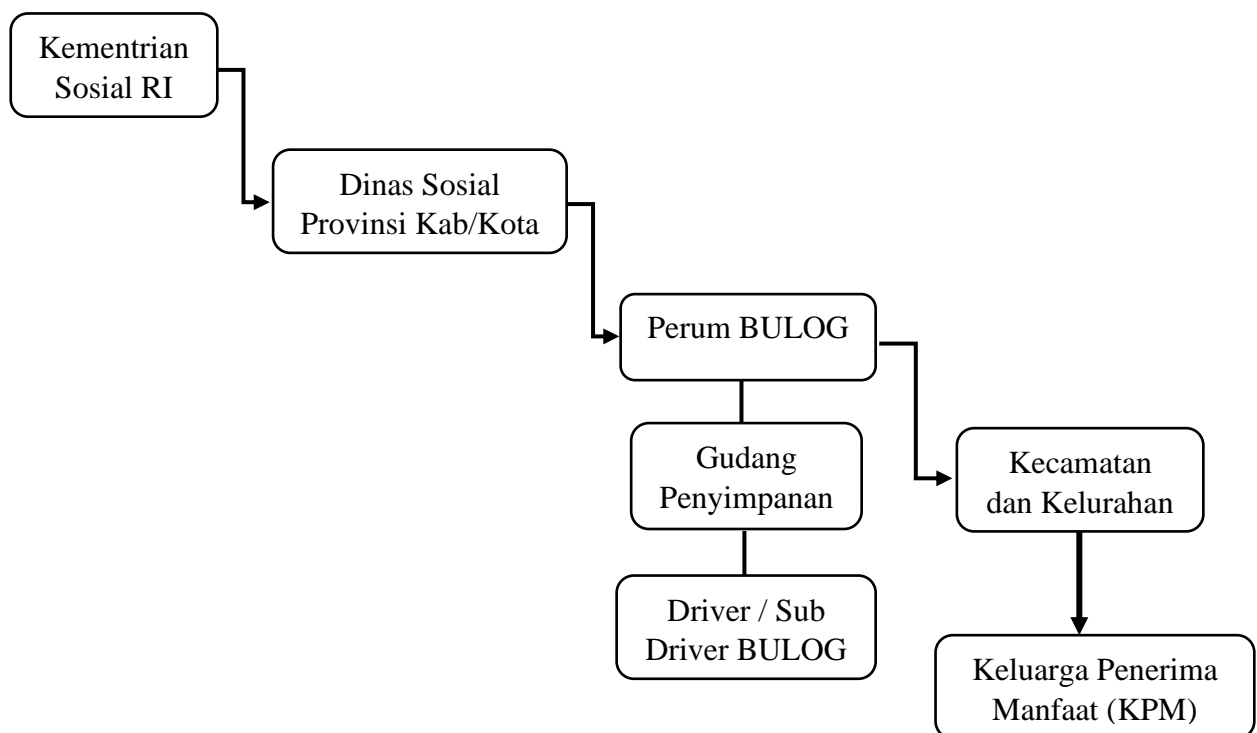 Kementrian
Sosial RI
Dinas Sosial
Provinsi Kab/Kota
Perum BULOG
Gudang
Penyimpanan
Kecamatan
dan Kelurahan
Driver / Sub
Driver BULOG
Keluarga Penerima
Manfaat (KPM)